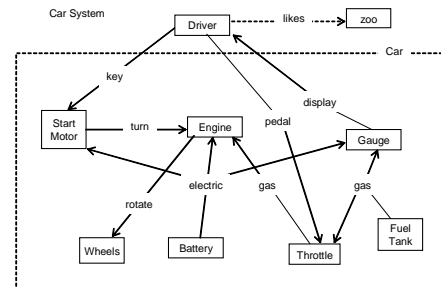 Car System
Driver
likes
zoo
Car
key
display
Start
Motor
turn
Engine
pedal
Gauge
rotate
electric
gas
gas
Wheels
Battery
Throttle
Fuel
Tank